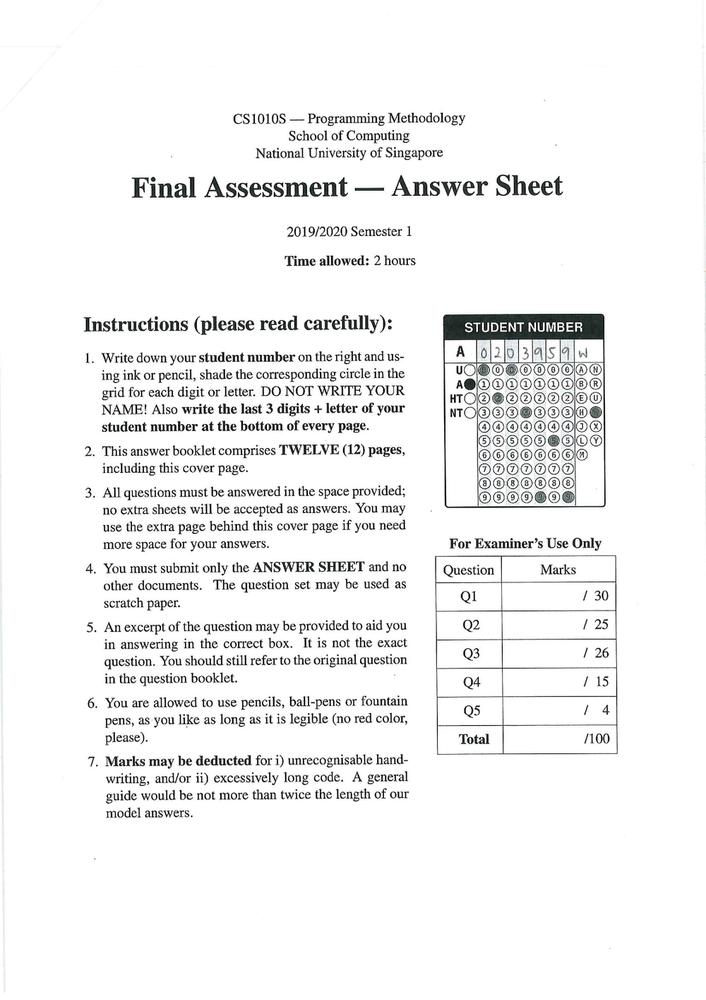 CS1010S — Programming Methodology
School of Computing
National University of Singapore
Final Assessment — Answer Sheet
2019/2020 Semester 1
Time allowed: 2 hours
Instructions (please read carefully):
1. Write down your student number on the right and us-
ing ink or pencil, shade the corresponding circle in the
grid for each digit or letter. DO NOT WRITE YOUR
NAME! Also write the last 3 digits + letter of your
student number at the bottom of every page.
2. This answer booklet comprises TWELVE (12) pages,
including this cover page.
3. All questions must be answered in the space provided;
no extra sheets will be accepted as answers. You may
use the extra page behind this cover page if you need
more space for your answers.
4. You must submit only the ANSWER SHEET and no
other documents. The question set may be used as
scratch paper.
5. An excerpt of the question may be provided to aid you
in answering in the correct box. It is not the exact
question. You should still refer to the original question
in the question booklet.
6. You are allowed to use pencils, ball-pens or fountain
pens, as you like as long as it is legible (no red color,
please).
7. Marks may be deducted for i) unrecognisable hand-
writing, and/or ii) excessively long code. A general
guide would be not more than twice the length of our
model answers.
STUDENT NUMBER
A 0 2 0 3 9 5 9 W
U 0 0 0 0 0 A N
A 1 1 1 1 1 1 1 B R
HT 2 2 2 2 2 2 E U
NT 3 3 3 3 3 3 H
4 4 4 4 4 4 4 J X
5 5 5 5 5 5 L Y
6 6 6 6 6 6 6 M
7 7 7 7 7 7 7
8 8 8 8 8 8 8
9 9 9 9 9
For Examiner's Use Only
Question Marks
Q1 / 30
Q2 / 25
Q3 / 26
Q4 / 15
Q5 / 4
Total /100